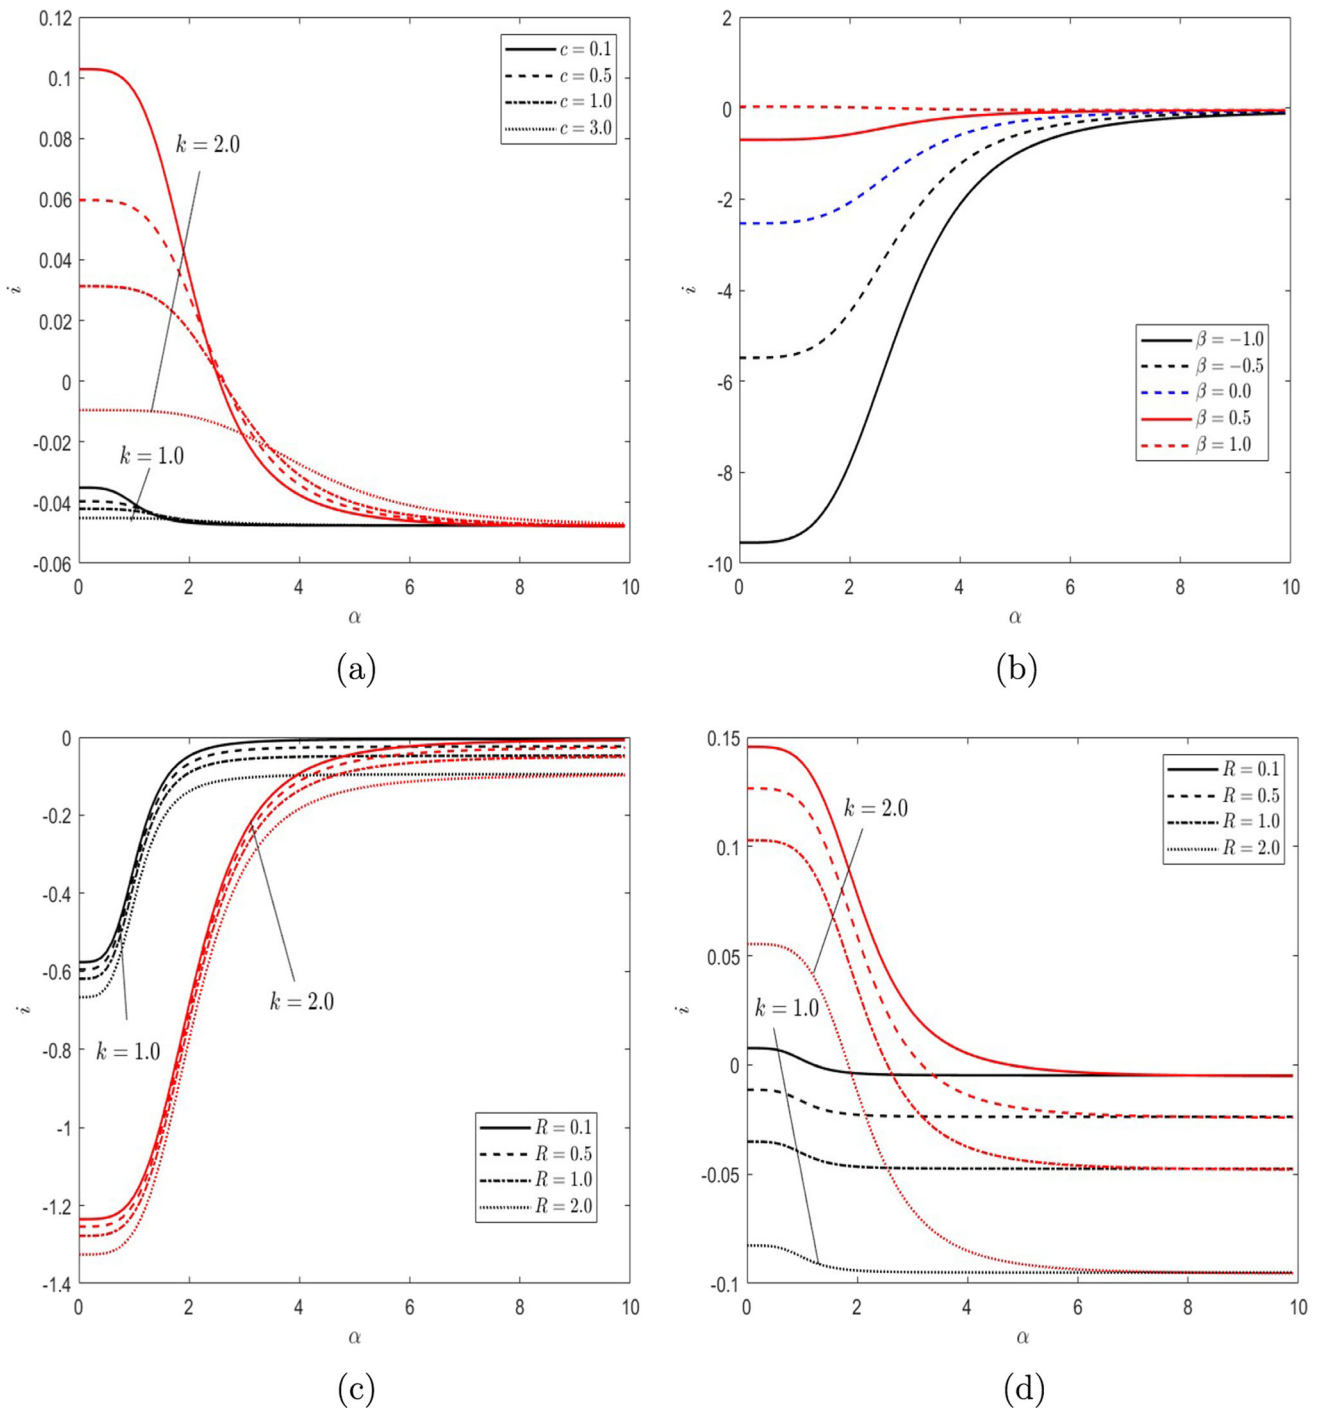 0.12
0.1
0.08
0.06
0.04
0.02
0
-0.02
-0.04
-0.06
0 2 4 6 8 10
i
α
c = 0.1
c = 0.5
c = 1.0
c = 3.0
k = 2.0
k = 1.0
(a)
2
0
-2
-4
-6
-8
-10
0 2 4 6 8 10
i
α
β = −1.0
β = −0.5
β = 0.0
β = 0.5
β = 1.0
(b)
0
-0.2
-0.4
-0.6
-0.8
-1
-1.2
-1.4
0 2 4 6 8 10
i
α
k = 2.0
k = 1.0
R = 0.1
R = 0.5
R = 1.0
R = 2.0
(c)
0.15
0.1
0.05
0
-0.05
-0.1
0 2 4 6 8 10
i
α
R = 0.1
R = 0.5
R = 1.0
R = 2.0
k = 2.0
k = 1.0
(d)